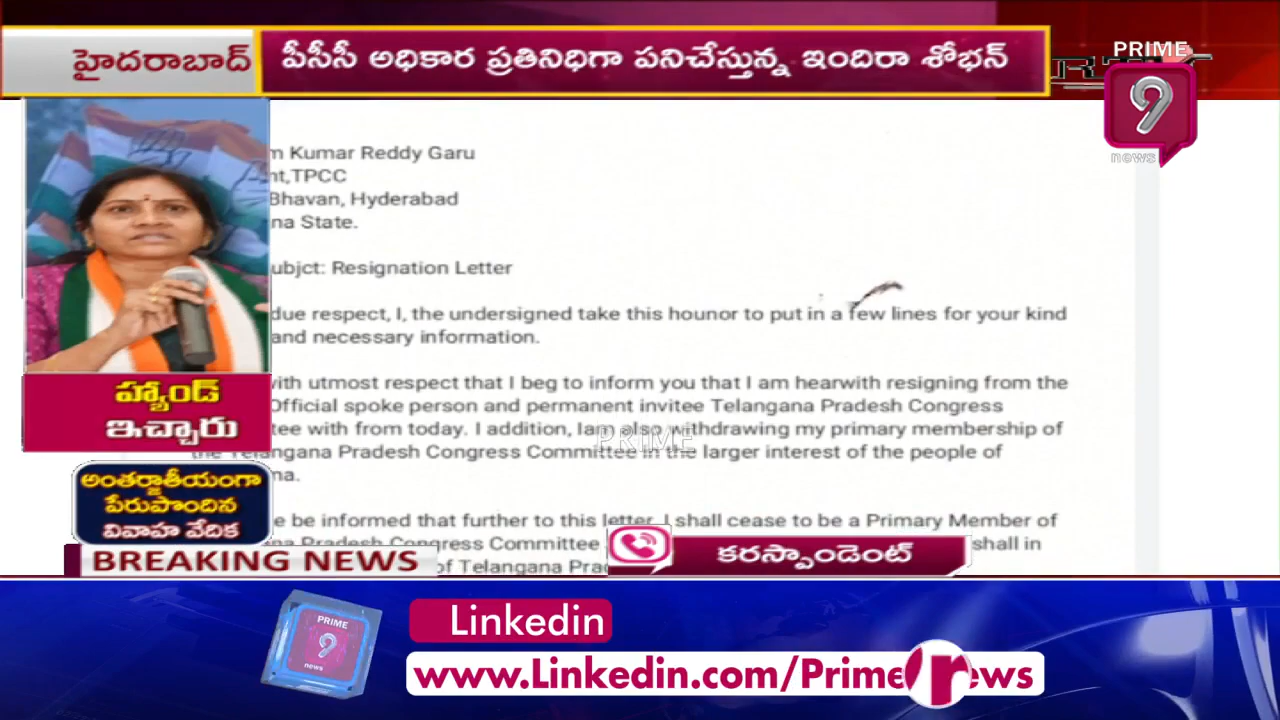 హైదరాబాద్
పీసీసీ అధికార ప్రతినిధిగా పనిచేస్తున్న ఇందిరా శోభన్
PRIME
9
news
m Kumar Reddy Garu
nt,TPCC
Bhavan, Hyderabad
na State.
ubjct: Resignation Letter
due respect, I, the undersigned take this hounor to put in a few lines for your kind
and necessary information.
with utmost respect that I beg to inform you that I am hearwith resigning from the
Official spoke person and permanent invitee Telangana Pradesh Congress
tee with from today. I addition, Iam also withdrawing my primary membership of
the Telangana Pradesh Congress Committee in the larger interest of the people of
na.
PRIME
e be informed that further to this letter, I shall cease to be a Primary Member of
na Pradesh Congress Committee shall in
of Telangana Prad
హ్యాండ్
ఇచ్చారు
అంతర్జాతీయంగా
పేరుపొందిన
వివాహ వేదిక
BREAKING NEWS
కరస్పాండెంట్
PRIME
9
news
Linkedin
www.Linkedin.com/Prime ews